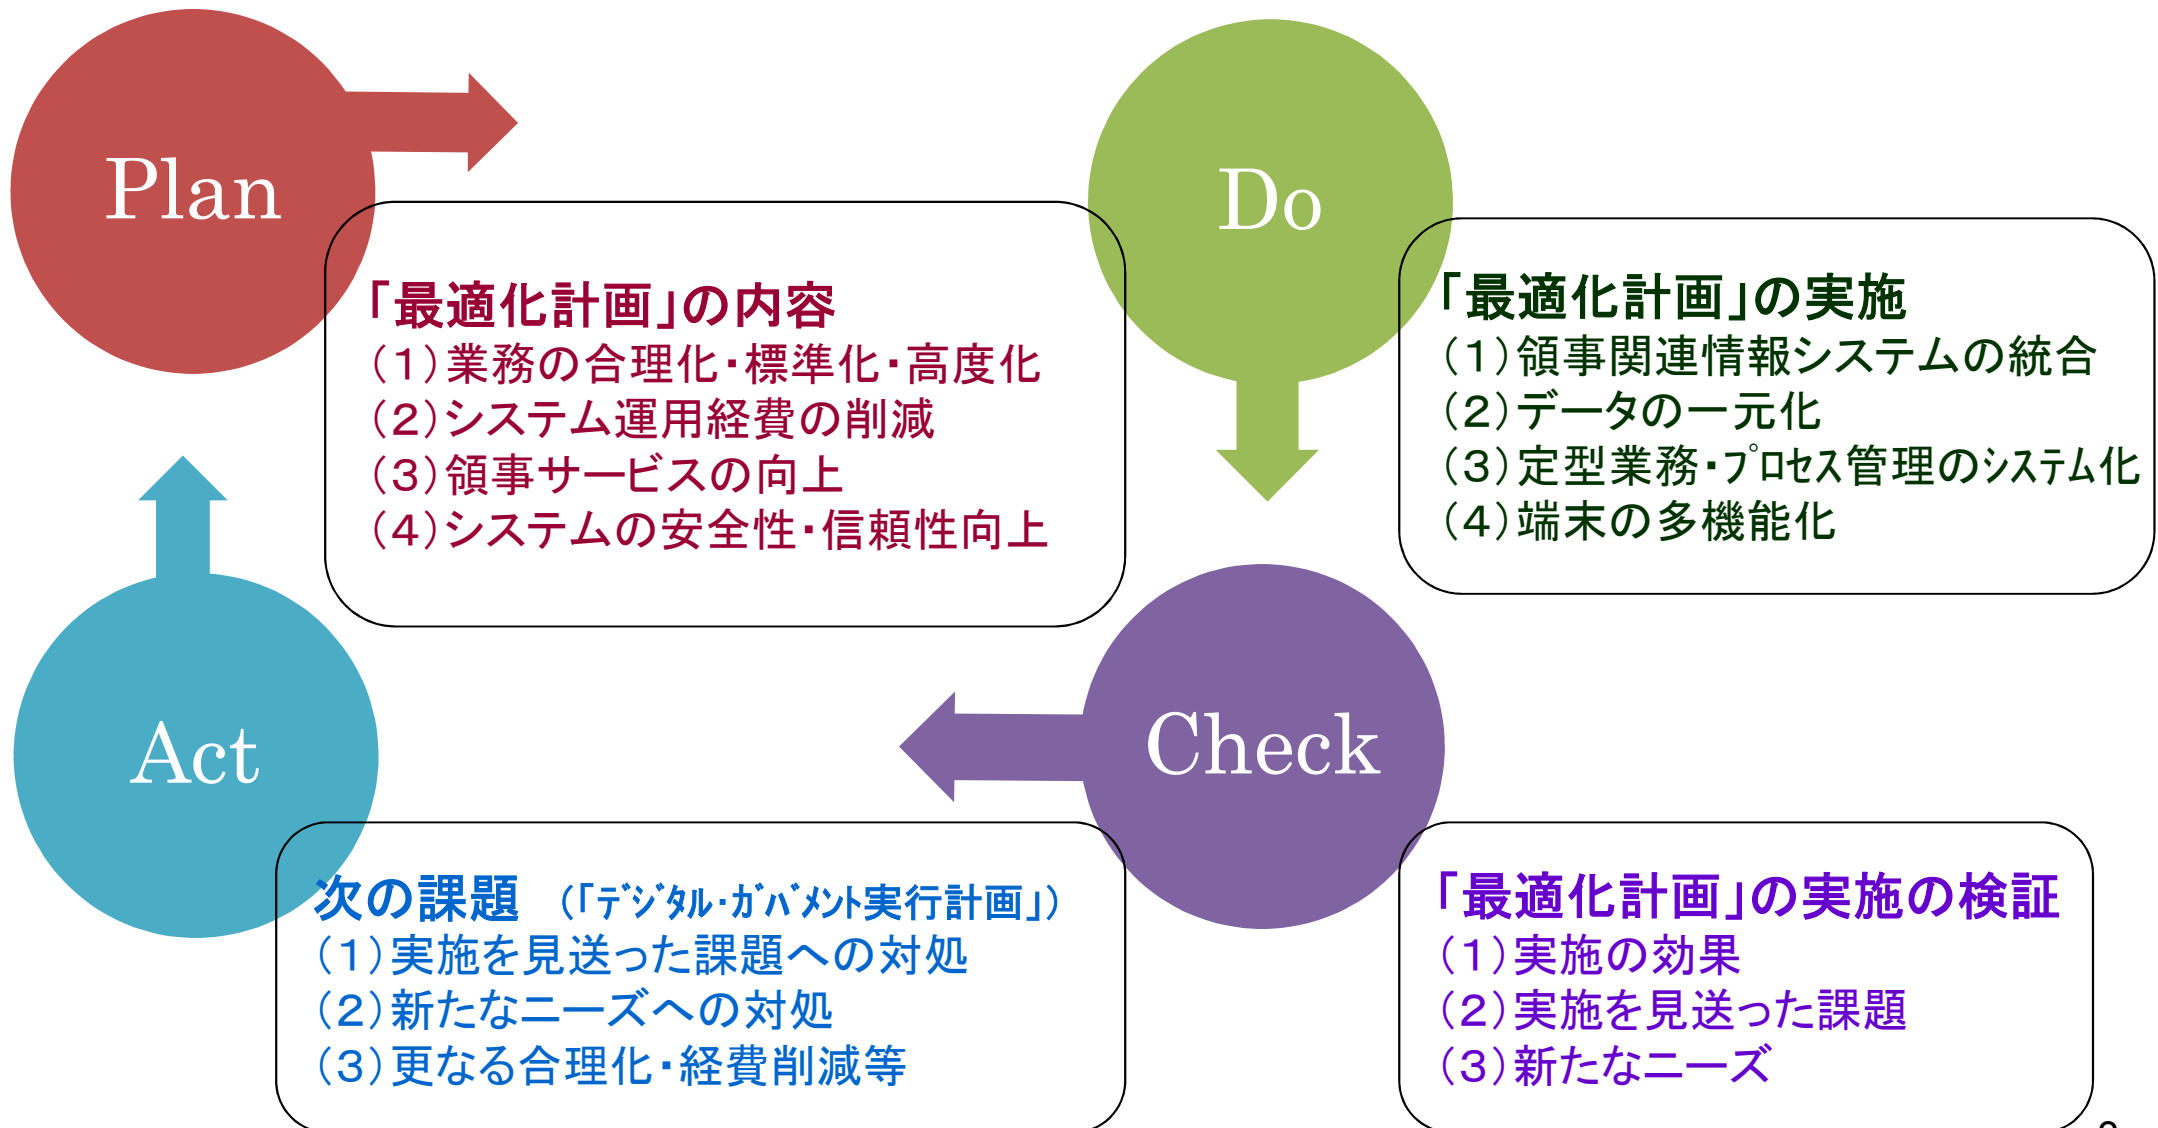 Plan
「最適化計画」の内容
（１）業務の合理化・標準化・高度化
（２）システム運用経費の削減
（３）領事サービスの向上
（４）システムの安全性・信頼性向上
Do
「最適化計画」の実施
（１）領事関連情報システムの統合
（２）データの一元化
（３）定型業務・ﾌﾟﾛｾｽ管理のｼｽﾃﾑ化
（４）端末の多機能化
Check
「最適化計画」の実施の検証
（１）実施の効果
（２）実施を見送った課題
（３）新たなニーズ
Act
次の課題　（「ﾃﾞｼﾞﾀﾙ・ｶﾞﾊﾞﾒﾝﾄ実行計画」）
（１）実施を見送った課題への対処
（２）新たなニーズへの対処
（３）更なる合理化・経費削減等